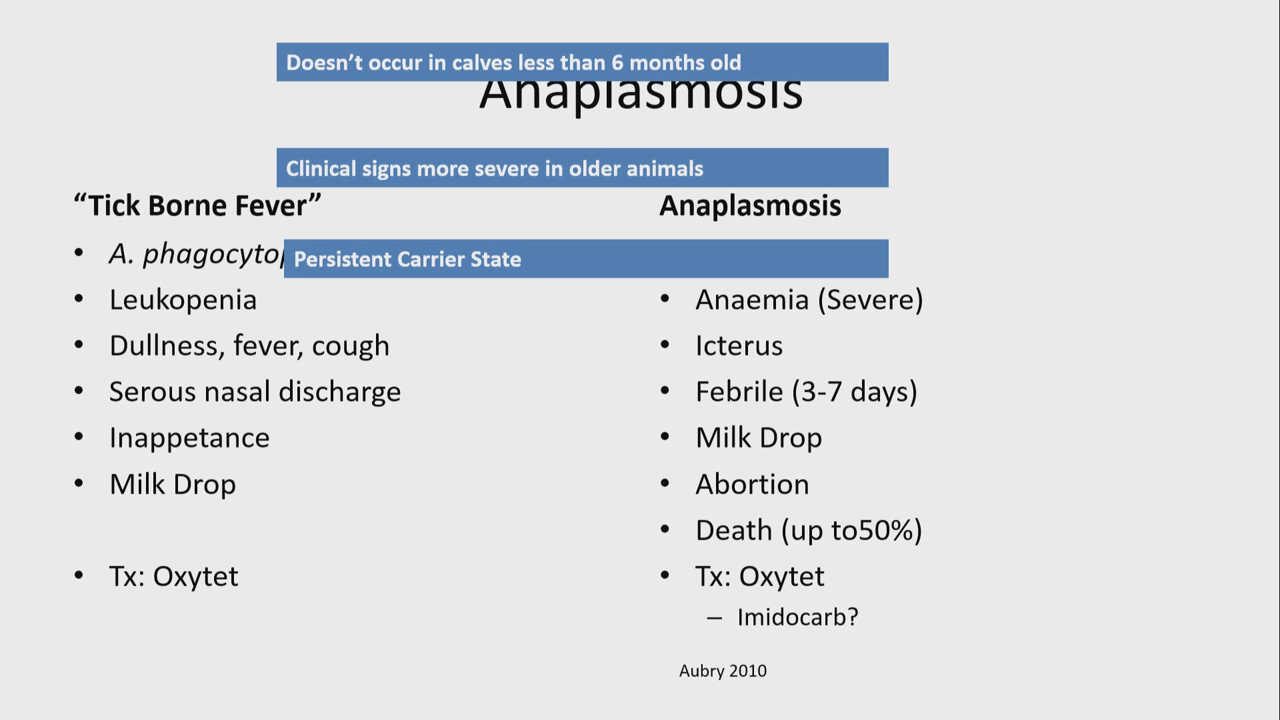 Doesn't occur in calves less than 6 months old
Anaplasmosis
Clinical signs more severe in older animals
“Tick Borne Fever”
Anaplasmosis
Persistent Carrier State
• A.
• Leukopenia
• Dullness, fever, cough
• Serous nasal discharge
• Inappetance
• Milk Drop
• Tx: Oxytet
• Anaemia (Severe)
• Icterus
• Febrile (3-7 days)
• Milk Drop
• Abortion
• Death (up to50%)
• Tx: Oxytet
– Imidocarb?
Aubry 2010